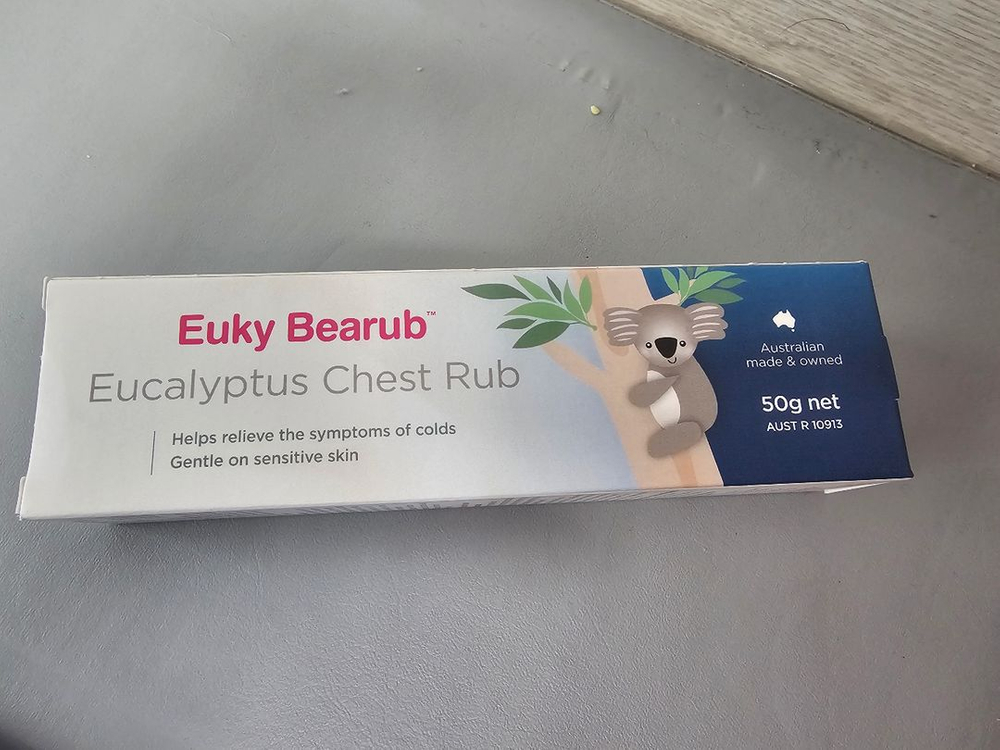 Euky Bearub™
Eucalyptus Chest Rub
Helps relieve the symptoms of colds
Gentle on sensitive skin
Australian
made & owned
50g net
AUST R 10913